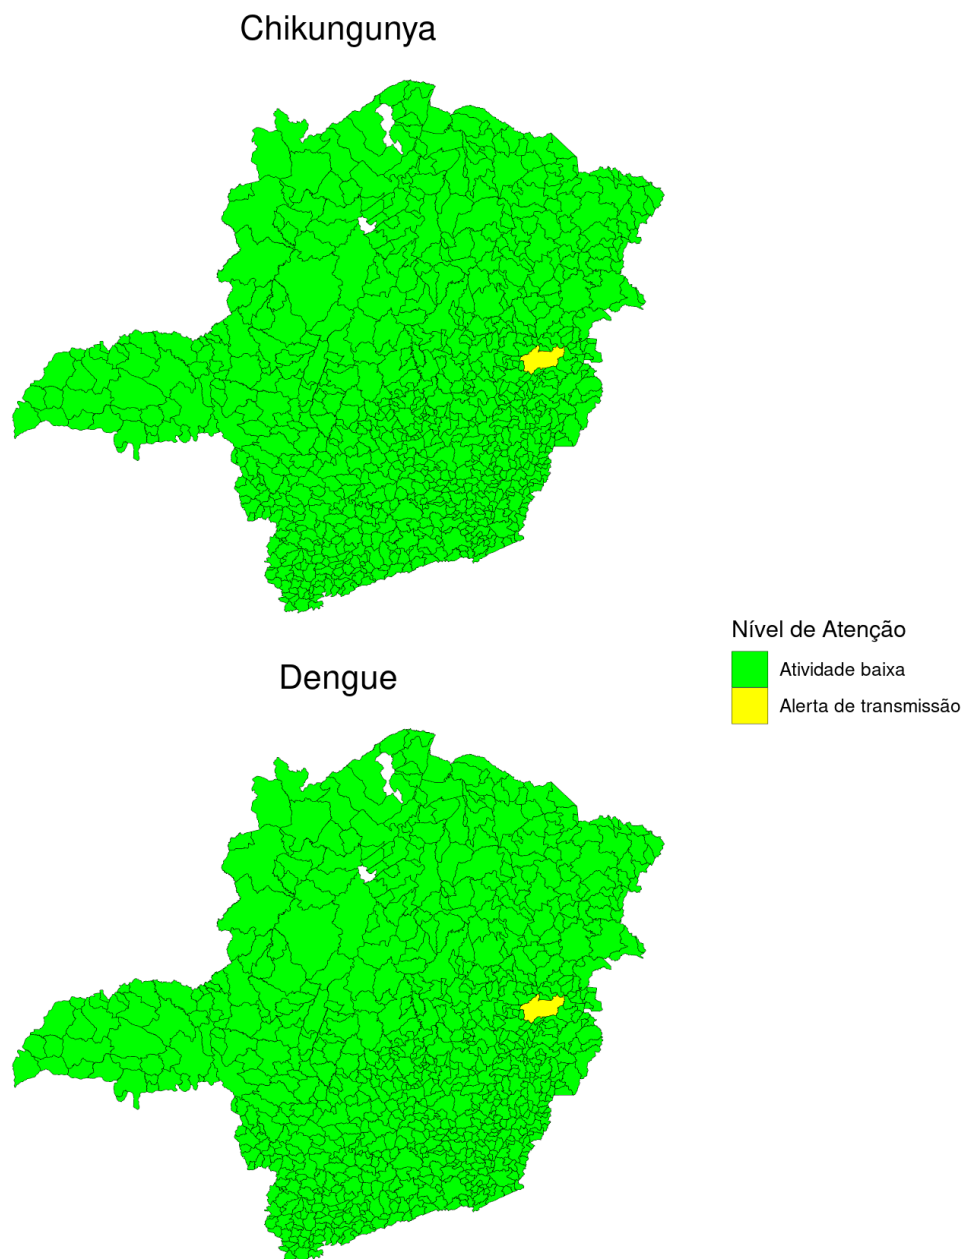 Chikungunya
Nível de Atenção
Atividade baixa
Alerta de transmissão
Dengue